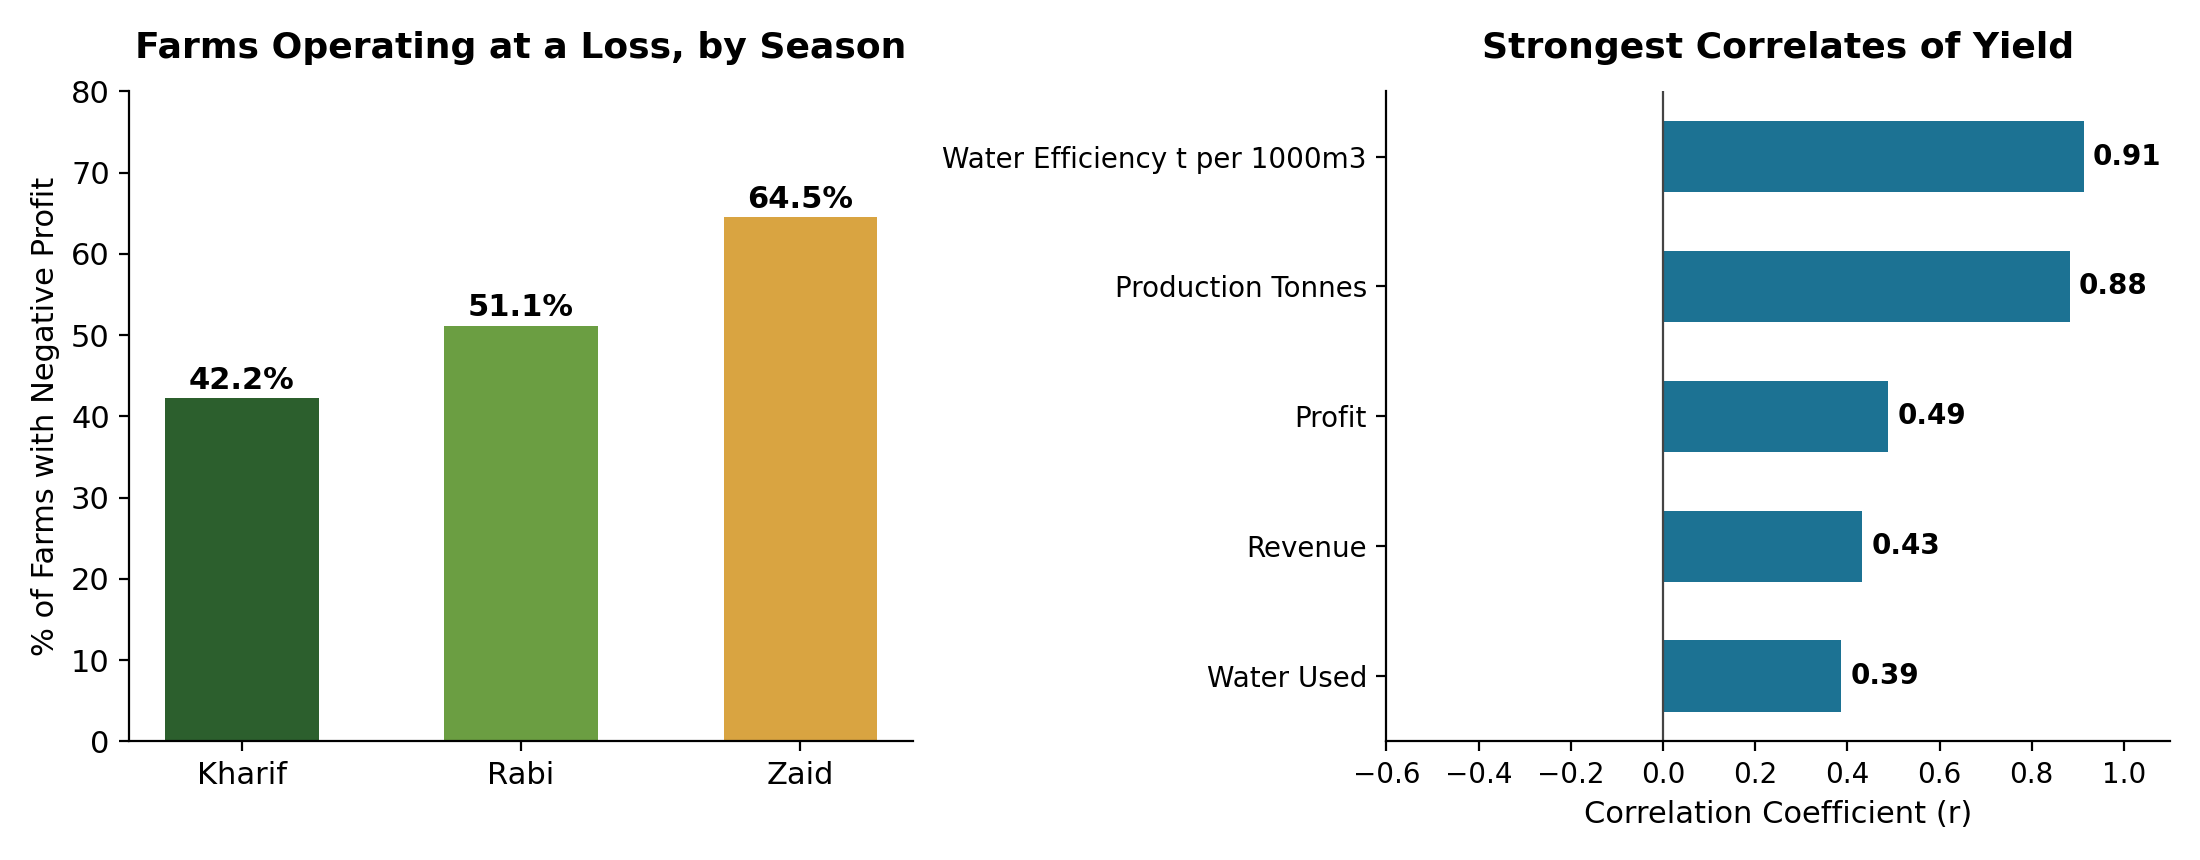 Farms Operating at a Loss, by Season
% of Farms with Negative Profit
80
70
60
50
40
30
20
10
0
42.2%
51.1%
64.5%
Kharif
Rabi
Zaid
Strongest Correlates of Yield
Water Efficiency t per 1000m3
0.91
Production Tonnes
0.88
Profit
0.49
Revenue
0.43
Water Used
0.39
−0.6
−0.4
−0.2
0.0
0.2
0.4
0.6
0.8
1.0
Correlation Coefficient (r)